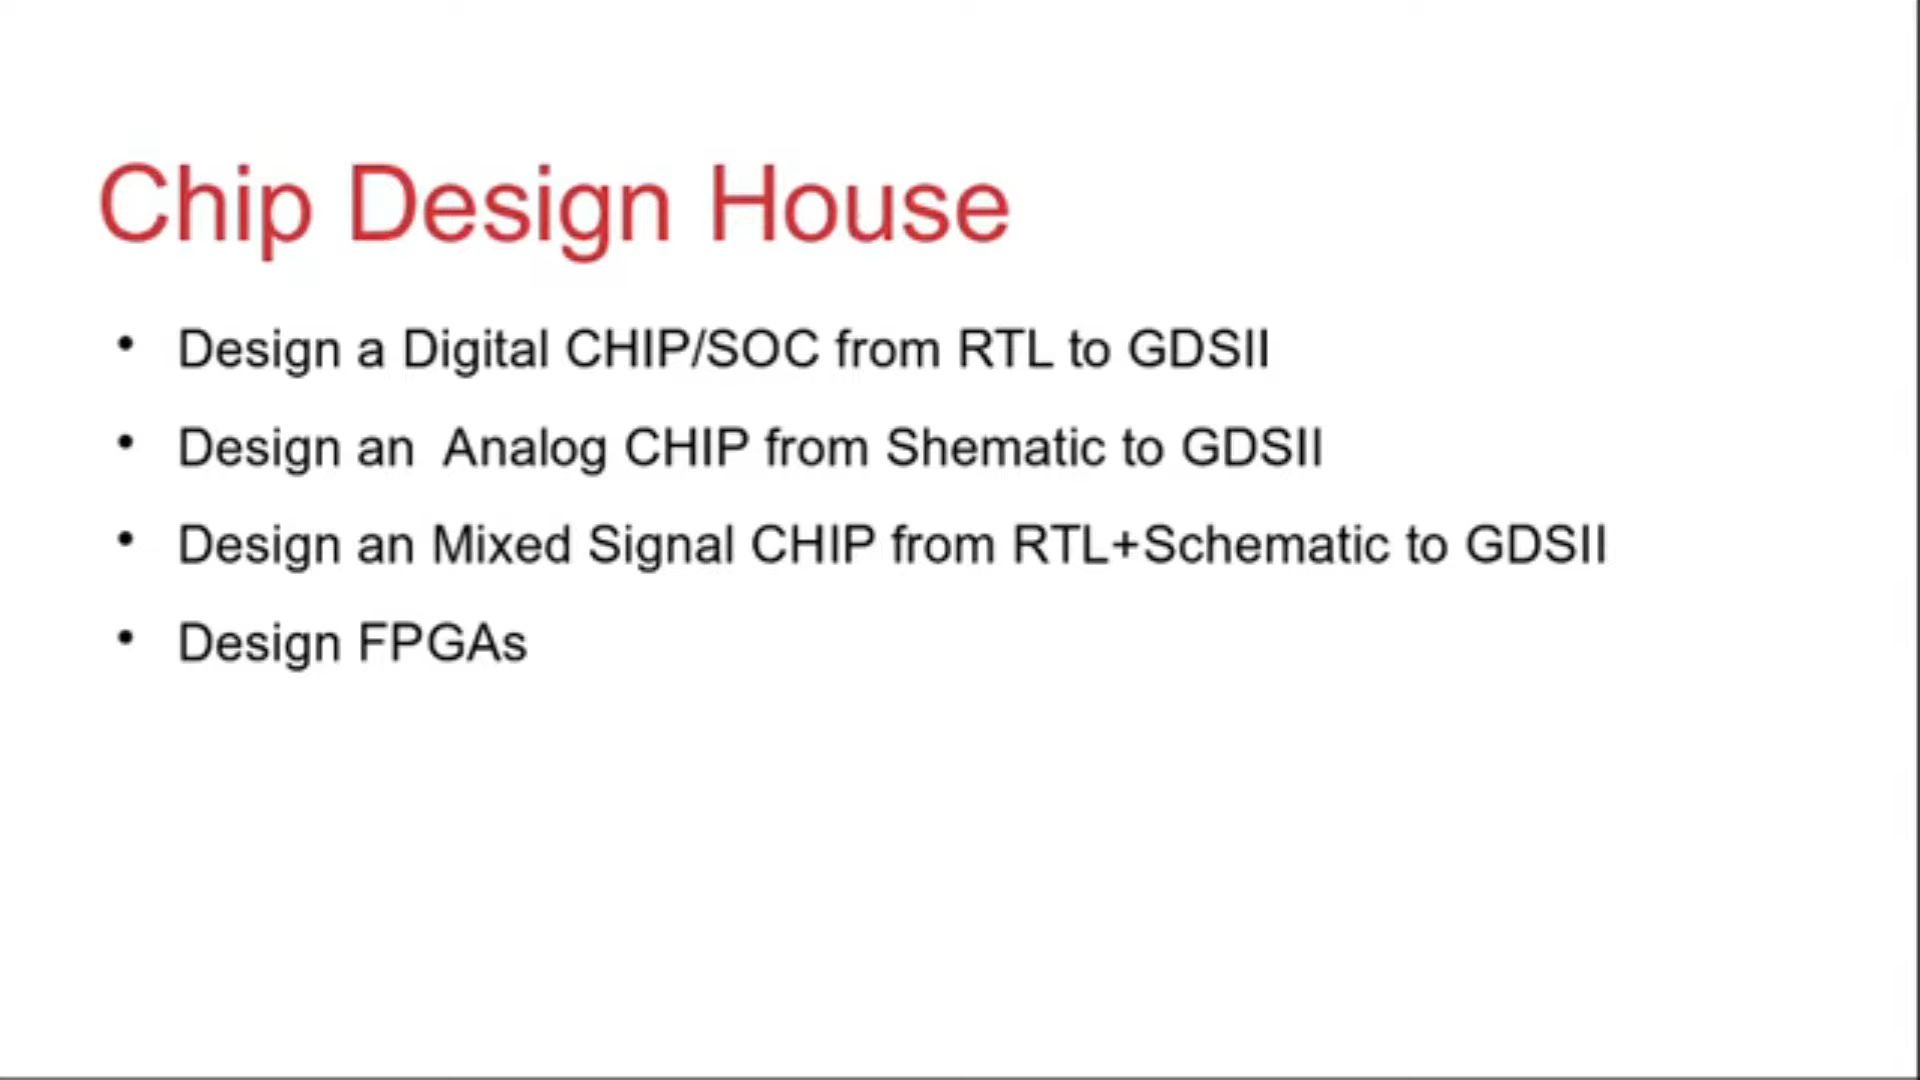 Chip Design House
• Design a Digital CHIP/SOC from RTL to GDSII
• Design an  Analog CHIP from Shematic to GDSII
• Design an Mixed Signal CHIP from RTL+Schematic to GDSII
• Design FPGAs